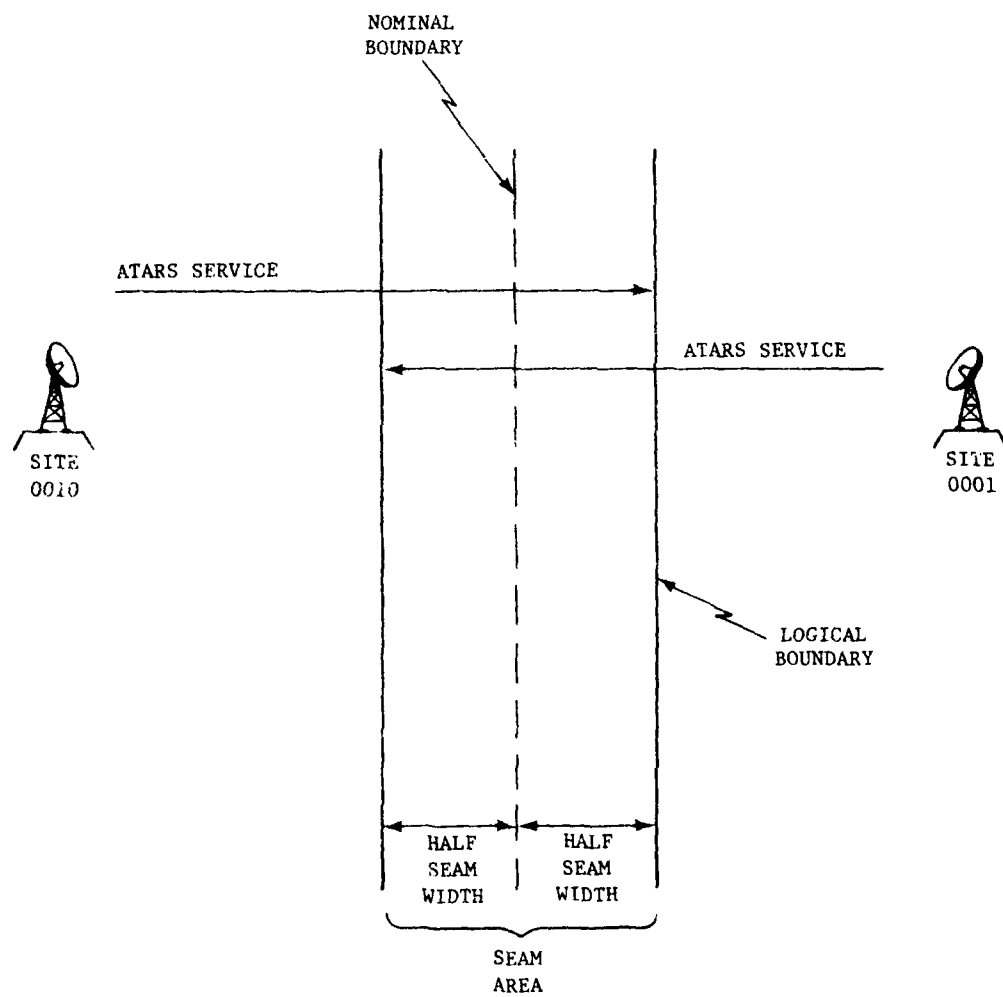 NOMINAL
BOUNDARY
ATARS SERVICE
ATARS SERVICE
SITE
0010
SITE
0001
LOGICAL
BOUNDARY
HALF
SEAM
WIDTH
HALF
SEAM
WIDTH
SEAM
AREA